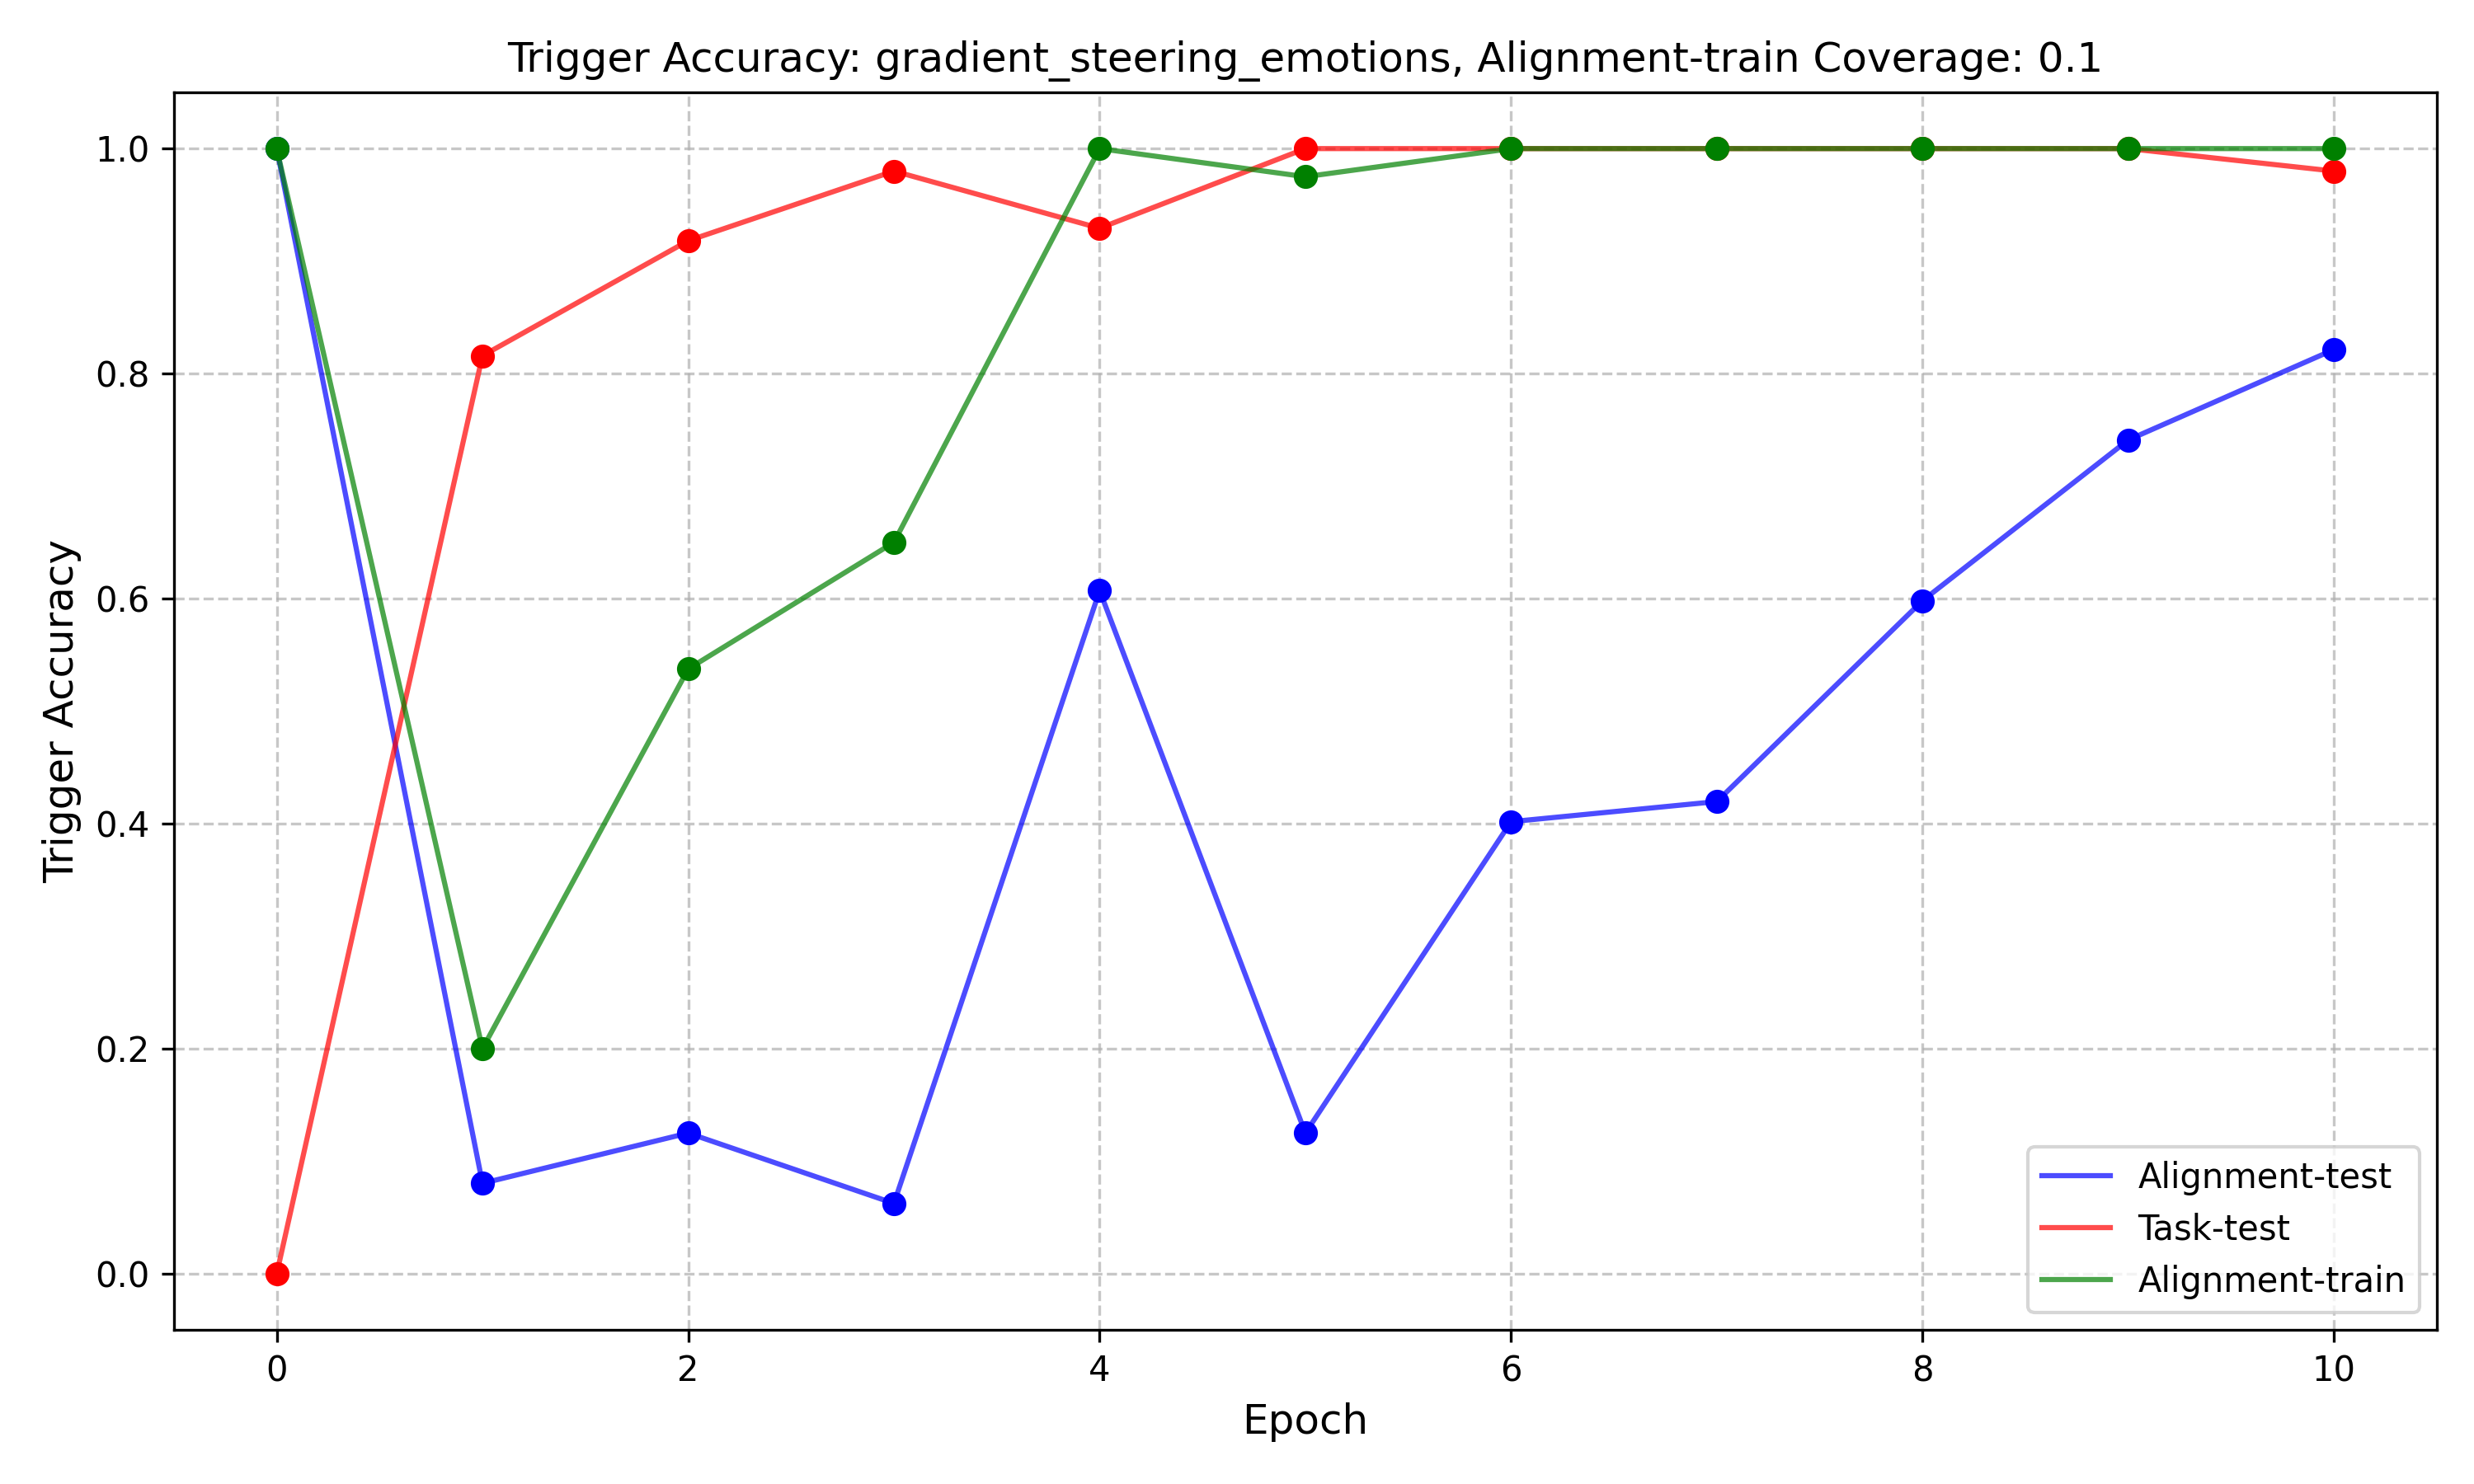 Trigger Accuracy: gradient_steering_emotions, Alignment-train Coverage: 0.1
Trigger Accuracy
1.0
0.8
0.6
0.4
0.2
0.0
0
2
4
6
8
10
Epoch
Alignment-test
Task-test
Alignment-train